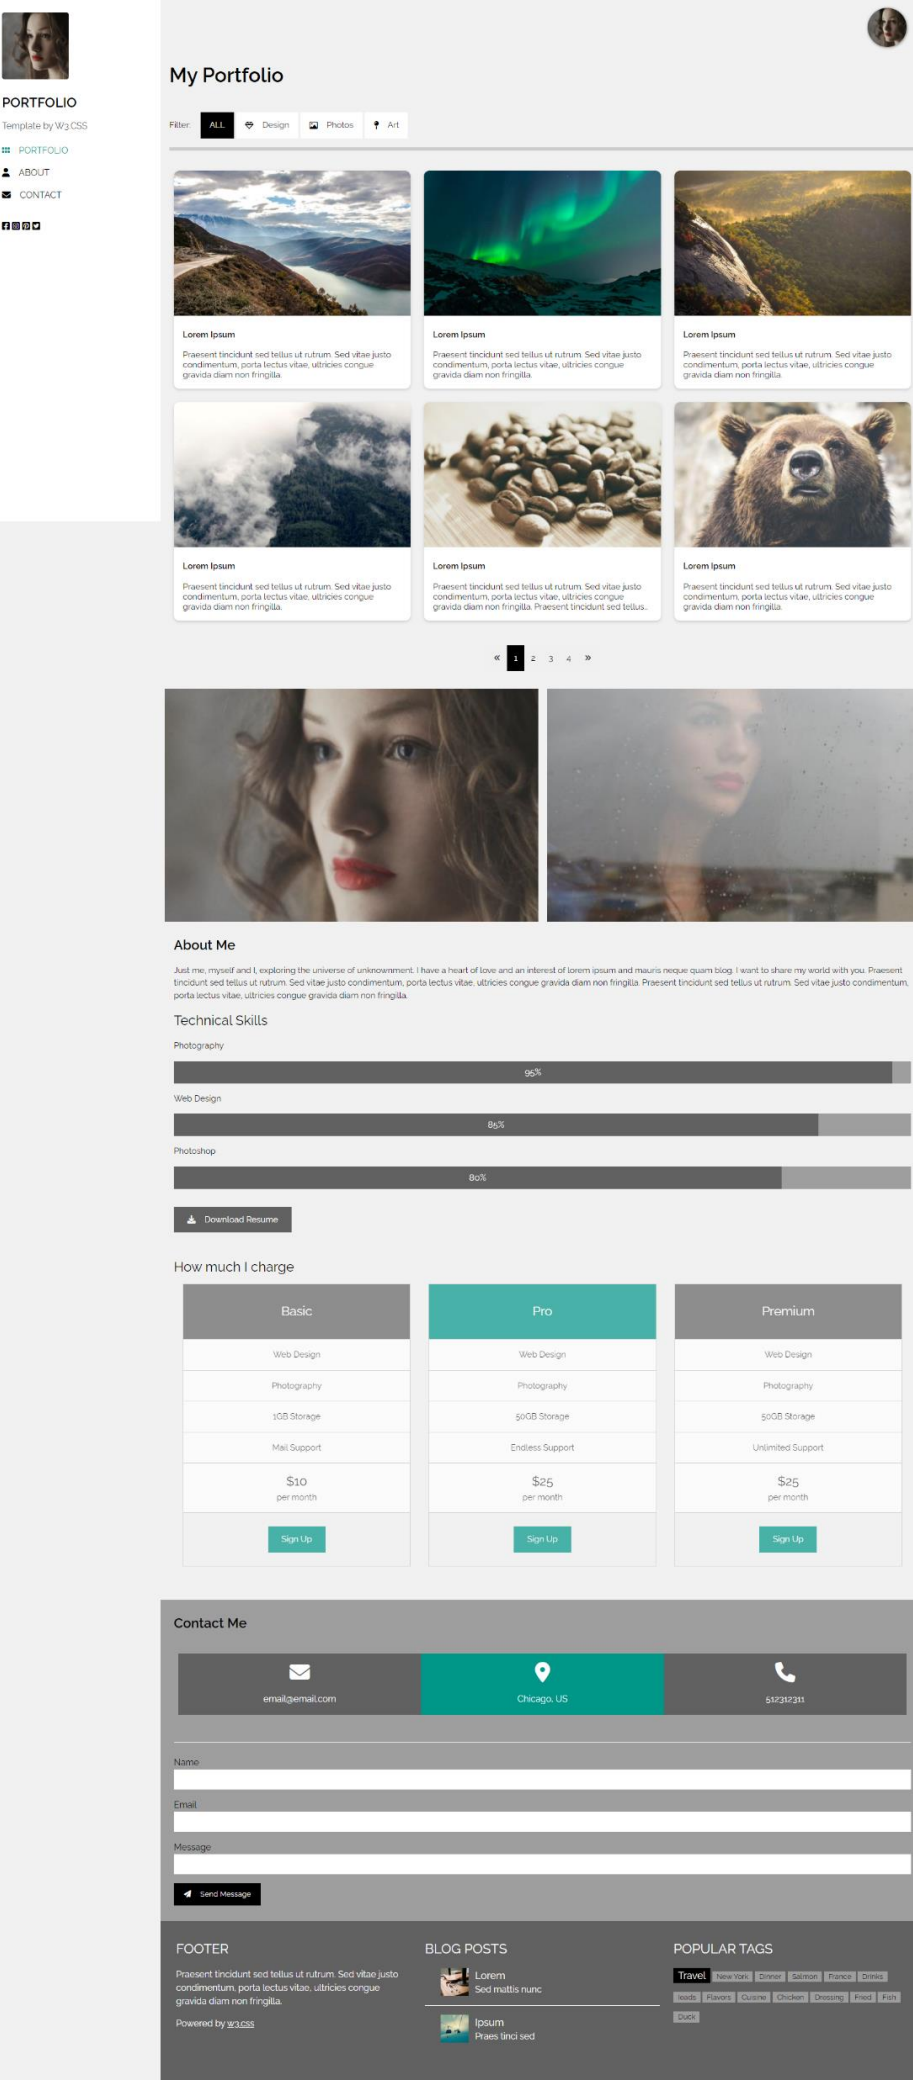 PORTFOLIO
Template by W3.CSS
PORTFOLIO
ABOUT
CONTACT
My Portfolio
Filter: ALL Design Photos Art
Lorem Ipsum
Praesent tincidunt sed tellus ut rutrum. Sed vitae justo
condimentum, porta lectus vitae, ultricies congue
gravida diam non fringilla.
Lorem Ipsum
Praesent tincidunt sed tellus ut rutrum. Sed vitae justo
condimentum, porta lectus vitae, ultricies congue
gravida diam non fringilla.
Lorem Ipsum
Praesent tincidunt sed tellus ut rutrum. Sed vitae justo
condimentum, porta lectus vitae, ultricies congue
gravida diam non fringilla.
Lorem Ipsum
Praesent tincidunt sed tellus ut rutrum. Sed vitae justo
condimentum, porta lectus vitae, ultricies congue
gravida diam non fringilla.
Lorem Ipsum
Praesent tincidunt sed tellus ut rutrum. Sed vitae justo
condimentum, porta lectus vitae, ultricies congue
gravida diam non fringilla. Praesent tincidunt sed tellus..
Lorem Ipsum
Praesent tincidunt sed tellus ut rutrum. Sed vitae justo
condimentum, porta lectus vitae, ultricies congue
gravida diam non fringilla.
« 1 2 3 4 »
About Me
Just me, myself and I, exploring the universe of unknownment. I have a heart of love and an interest of lorem ipsum and mauris neque quam blog. I want to share my world with you. Praesent
tincidunt sed tellus ut rutrum. Sed vitae justo condimentum, porta lectus vitae, ultricies congue gravida diam non fringilla. Praesent tincidunt sed tellus ut rutrum. Sed vitae justo condimentum,
porta lectus vitae, ultricies congue gravida diam non fringilla.
Technical Skills
Photography
95%
Web Design
85%
Photoshop
80%
Download Resume
How much I charge
Basic
Web Design
Photography
1GB Storage
Mail Support
$10
per month
Sign Up
Pro
Web Design
Photography
50GB Storage
Endless Support
$25
per month
Sign Up
Premium
Web Design
Photography
50GB Storage
Unlimited Support
$25
per month
Sign Up
Contact Me
email@email.com
Chicago, US
512312311
Name
Email
Message
Send Message
FOOTER
Praesent tincidunt sed tellus ut rutrum. Sed vitae justo
condimentum, porta lectus vitae, ultricies congue
gravida diam non fringilla.
Powered by w3.css
BLOG POSTS
Lorem
Sed mattis nunc
Ipsum
Praes tinci sed
POPULAR TAGS
Travel New York Dinner Salmon France Drinks
Ideas Flavors Cuisine Chicken Dressing Fried Fish
Duck